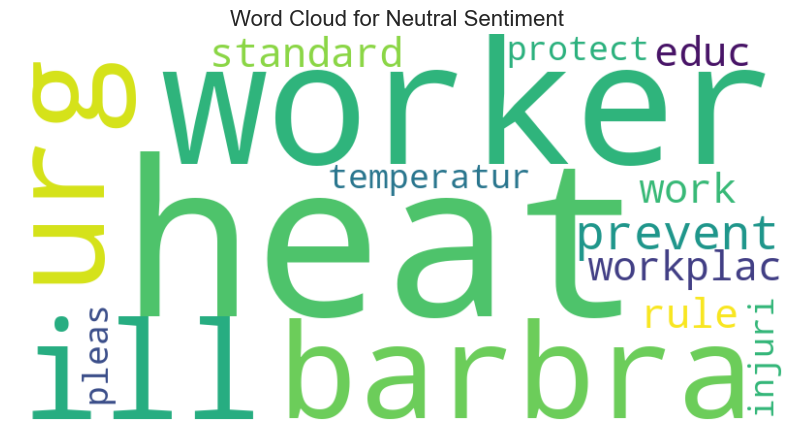 Word Cloud for Neutral Sentiment
standard
protect
educ
urg
worker
temperatur
heat
work
prevent
workplac
rule
pleas
ill
barbra
injuri